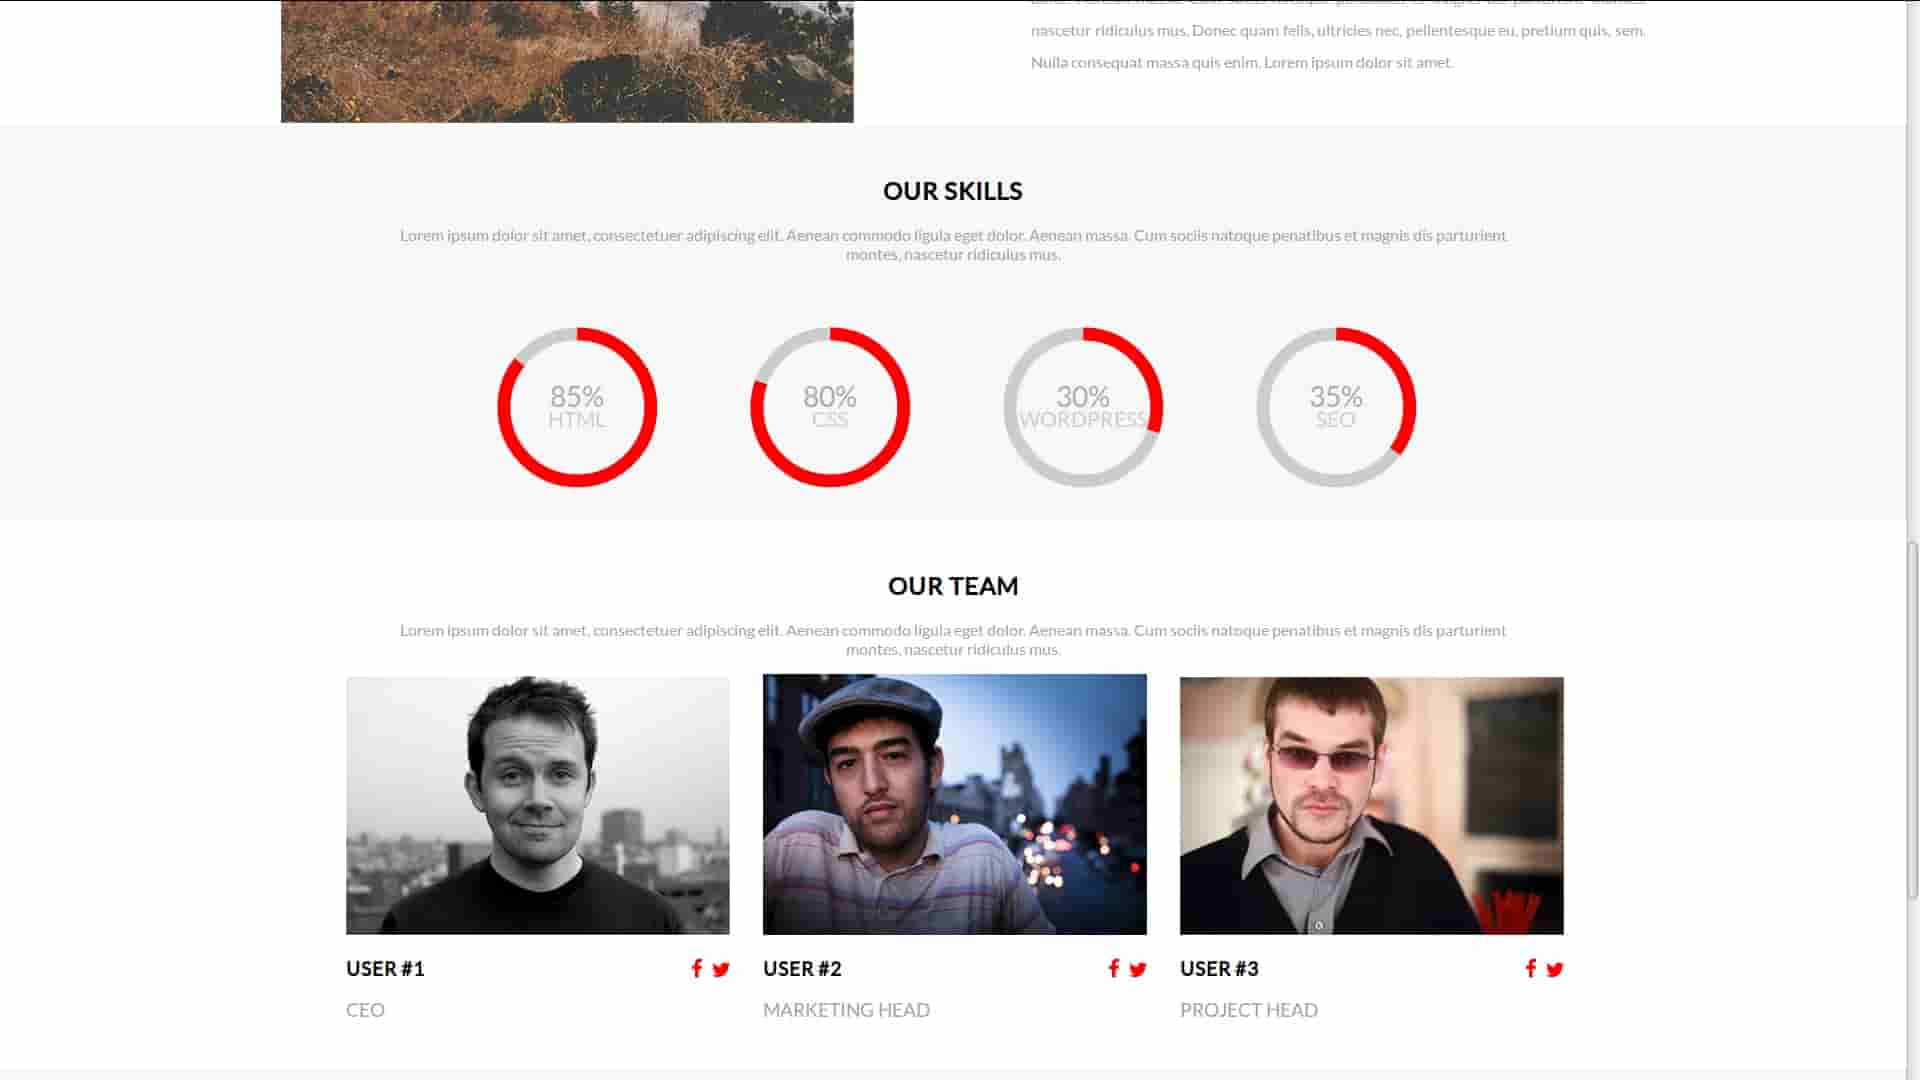 nascetur ridiculus mus. Donec quam felis, ultricies nec, pellentesque eu, pretium quis, sem.
Nulla consequat massa quis enim. Lorem ipsum dolor sit amet.
OUR SKILLS
Lorem ipsum dolor sit amet, consectetuer adipiscing elit. Aenean commodo ligula eget dolor. Aenean massa. Cum sociis natoque penatibus et magnis dis parturient
montes, nascetur ridiculus mus.
85%
HTML
80%
CSS
30%
WORDPRESS
35%
SEO
OUR TEAM
Lorem ipsum dolor sit amet, consectetuer adipiscing elit. Aenean commodo ligula eget dolor. Aenean massa. Cum sociis natoque penatibus et magnis dis parturient
montes, nascetur ridiculus mus.
USER #1
CEO
USER #2
MARKETING HEAD
USER #3
PROJECT HEAD